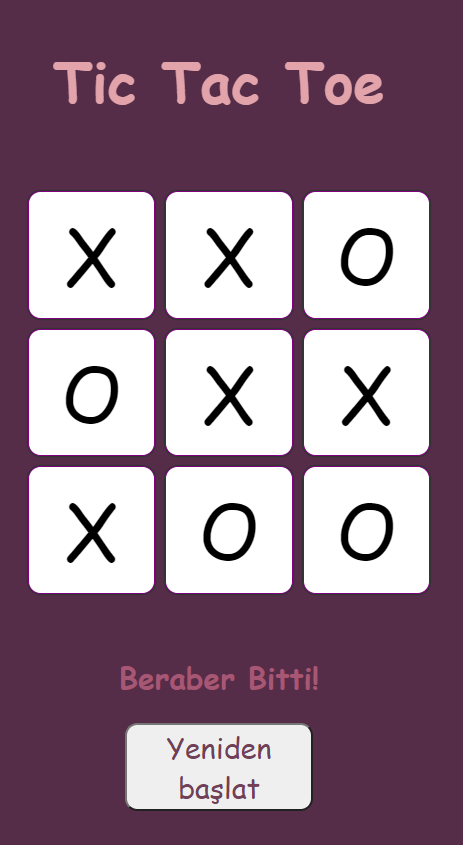 Tic Tac Toe
X X O
O X X
X O O
Beraber Bitti!
Yeniden
başlat